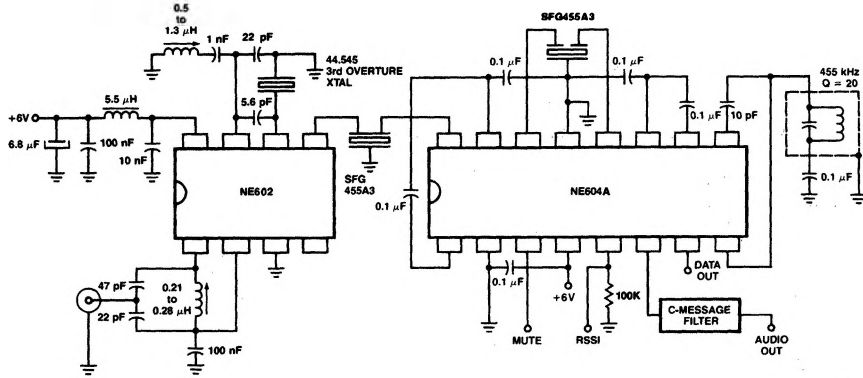 0.5
to
1.3 μH
1 nF
22 pF
44.545
3rd OVERTURE
XTAL
5.6 pF
5.5 μH
+6V
6.8 μF
100 nF
10 nF
NE602
SFG
455A3
47 pF
22 pF
0.21
to
0.28 μH
100 nF
SFG455A3
0.1 μF
0.1 μF
0.1 μF
10 pF
455 kHz
Q = 20
0.1 μF
0.1 μF
NE604A
0.1 μF
+6V
MUTE
RSSI
100K
DATA
OUT
C-MESSAGE
FILTER
AUDIO
OUT